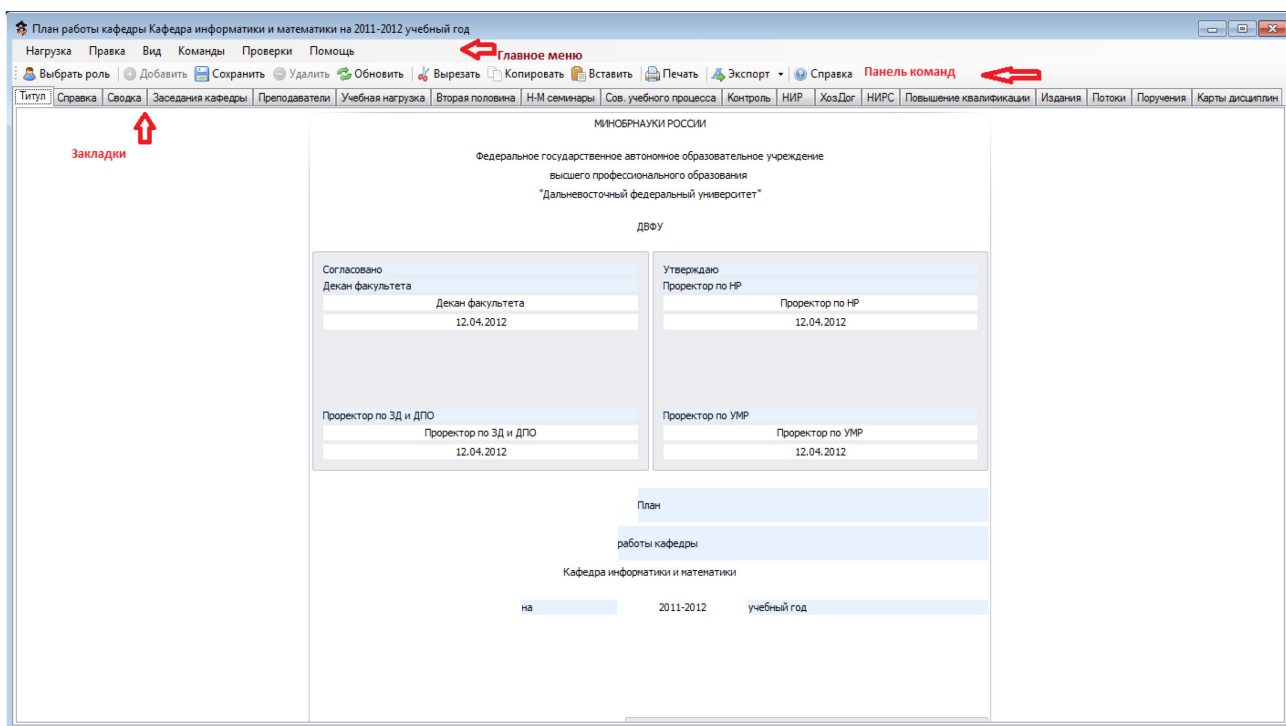 План работы кафедры Кафедра информатики и математики на 2011-2012 учебный год
Нагрузка Правка Вид Команды Проверки Помощь
Главное меню
Выбрать роль Добавить Сохранить Удалить Обновить Вырезать Копировать Вставить Печать Экспорт Справка Панель команд
Титул Справка Сводка Заседания кафедры Преподаватели Учебная нагрузка Вторая половина Н-М семинары Сов. учебного процесса Контроль НИР ХозДог НИРС Повышение квалификации Издания Потоки Поручения Карты дисциплин
Закладки
МИНОБРНАУКИ РОССИИ
Федеральное государственное автономное образовательное учреждение
высшего профессионального образования
"Дальневосточный федеральный университет"
ДВФУ
Согласовано
Декан факультета
Декан факультета
12.04.2012
Утверждаю
Проректор по НР
Проректор по НР
12.04.2012
Проректор по ЗД и ДПО
Проректор по ЗД и ДПО
12.04.2012
Проректор по УМР
Проректор по УМР
12.04.2012
План
работы кафедры
Кафедра информатики и математики
на 2011-2012 учебный год